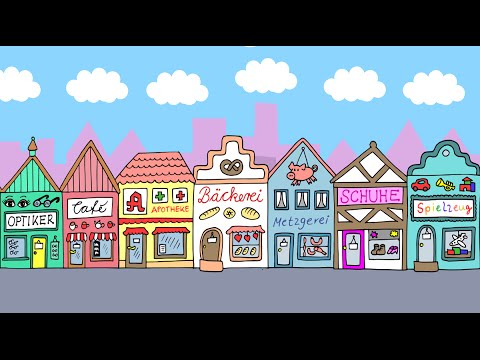 OPTIKER
Café
A
APOTHEKE
Bäckerei
Metzgerei
SCHUHE
Spielzeug